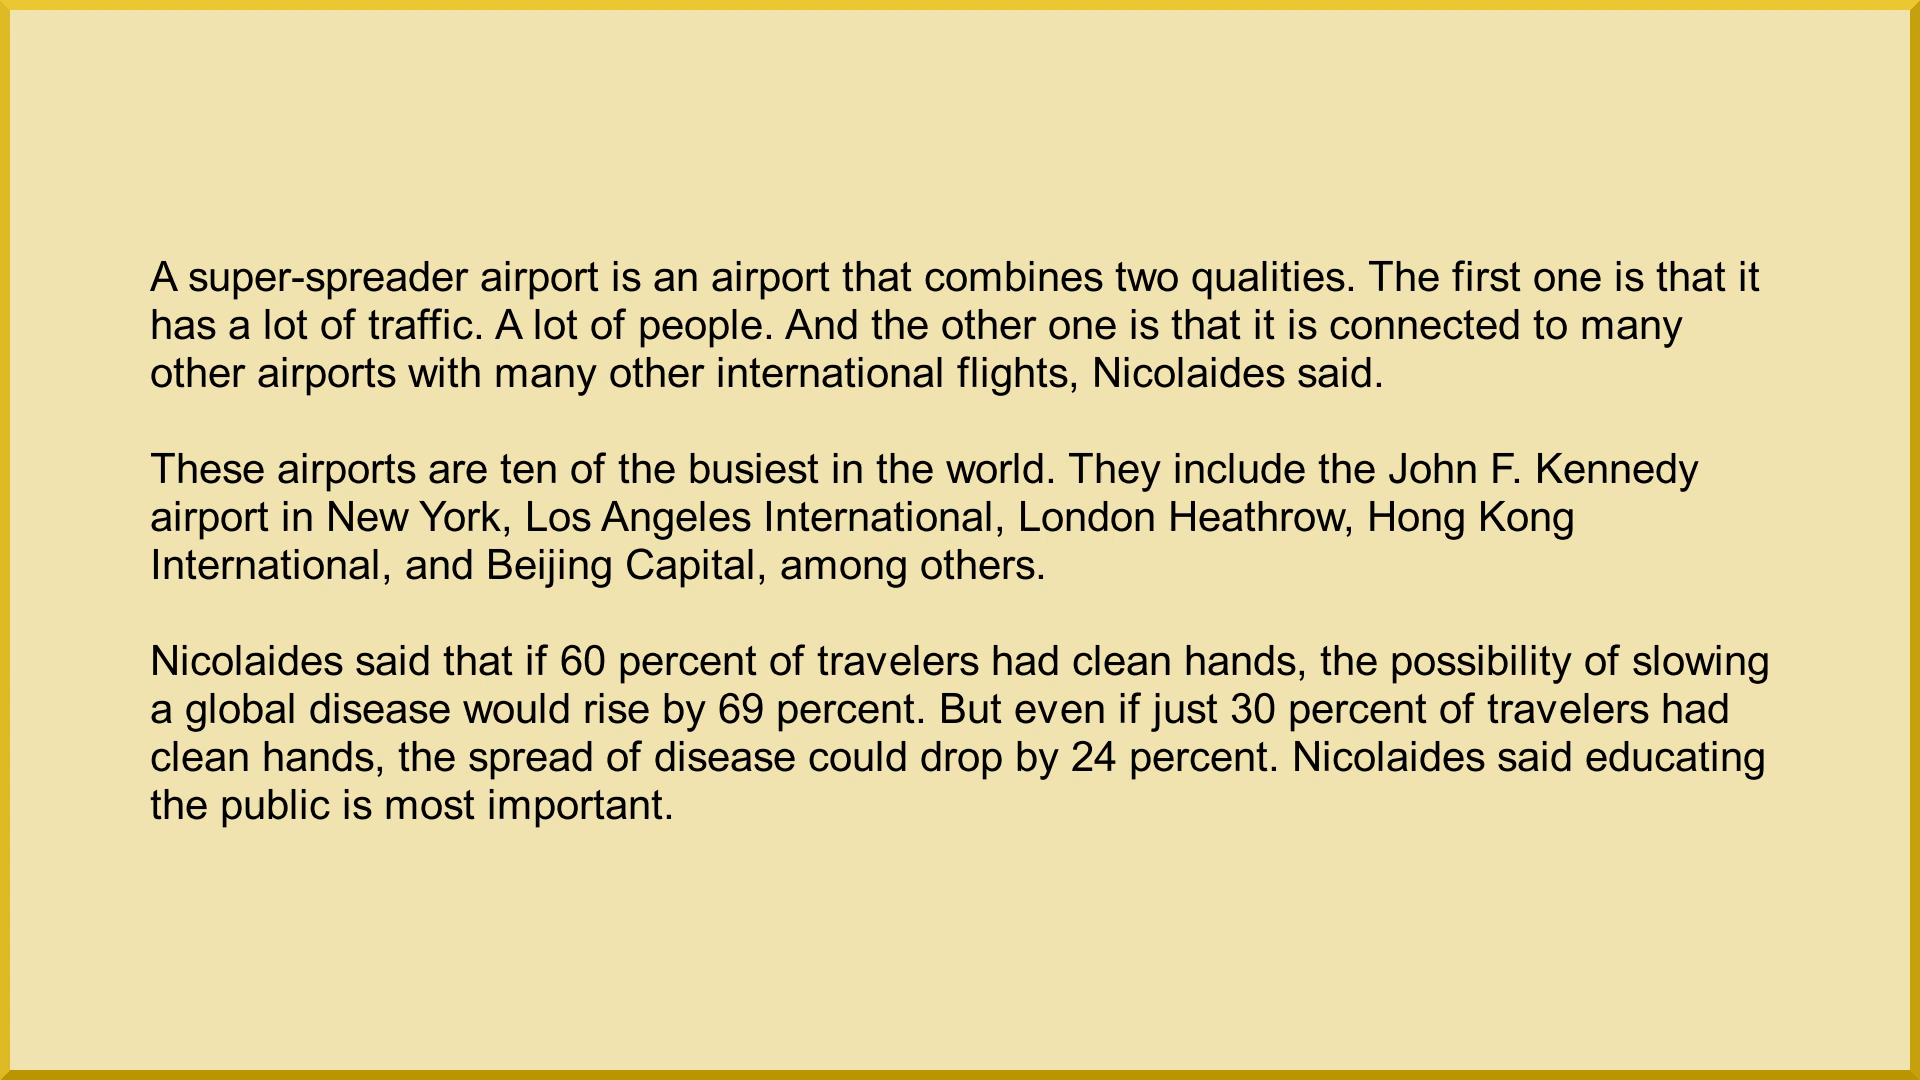 A super-spreader airport is an airport that combines two qualities. The first one is that it
has a lot of traffic. A lot of people. And the other one is that it is connected to many
other airports with many other international flights, Nicolaides said.
These airports are ten of the busiest in the world. They include the John F. Kennedy
airport in New York, Los Angeles International, London Heathrow, Hong Kong
International, and Beijing Capital, among others.
Nicolaides said that if 60 percent of travelers had clean hands, the possibility of slowing
a global disease would rise by 69 percent. But even if just 30 percent of travelers had
clean hands, the spread of disease could drop by 24 percent. Nicolaides said educating
the public is most important.